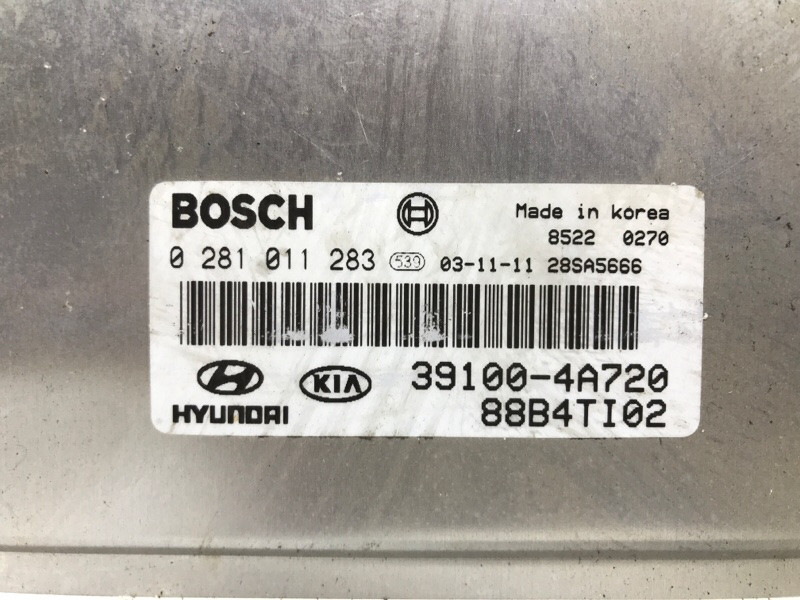 BOSCH Made in korea
8522 0270
0 281 011 283 539 03-11-11 28SA5666
HYUNDAI KIA 39100-4A720
88B4TI02